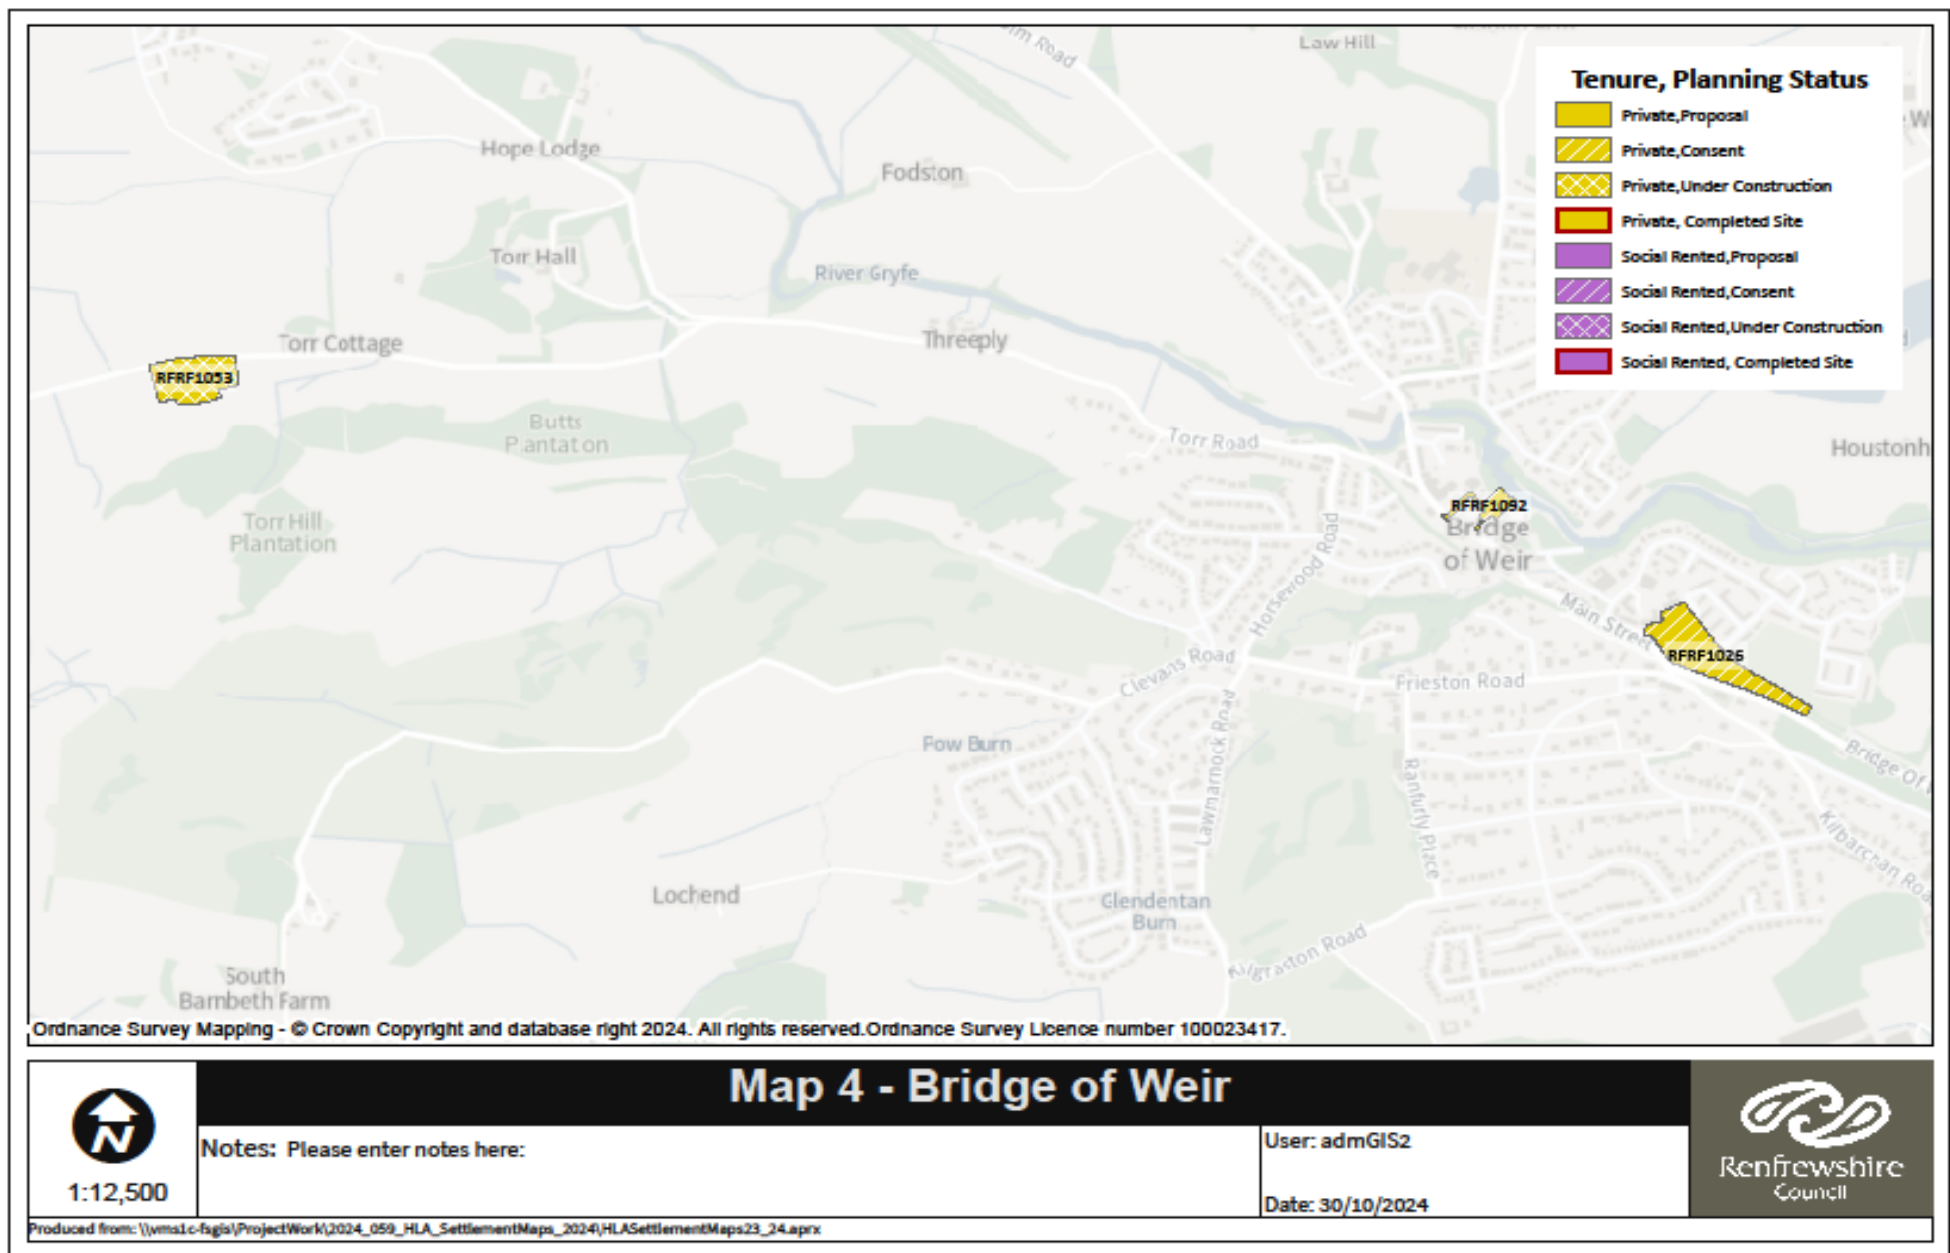 Law Hill
Tenure, Planning Status
Private,Proposal
Private,Consent
Private,Under Construction
Private, Completed Site
Social Rented,Proposal
Social Rented,Consent
Social Rented,Under Construction
Social Rented, Completed Site
Road
Hope Lodge
Fodston
Torr Hall
River Gryfe
Torr Cottage
Threeply
RFRF1053
Butts
Plantation
Torr Road
Houstonh
Torr Hill
Plantation
RFRF1092
Bridge
of Weir
Horsewood Road
Main Street
RFRF1026
Clevans Road
Frieston Road
Fow Burn
Lawmarnock Road
Ranfurly Place
Bridge Of
Kilbarchan Roa
Lochend
Clendentan
Burn
Kilgraston Road
South
Barnbeth Farm
Ordnance Survey Mapping - © Crown Copyright and database right 2024. All rights reserved.Ordnance Survey Licence number 100023417.
Map 4 - Bridge of Weir
N
1:12,500
Notes: Please enter notes here:
User: admGIS2
Date: 30/10/2024
Renfrewshire
Council
Produced from: \\vms1c-fsgis\ProjectWork\2024_059_HLA_SettlementMaps_2024\HLASettlementMaps23_24.aprx